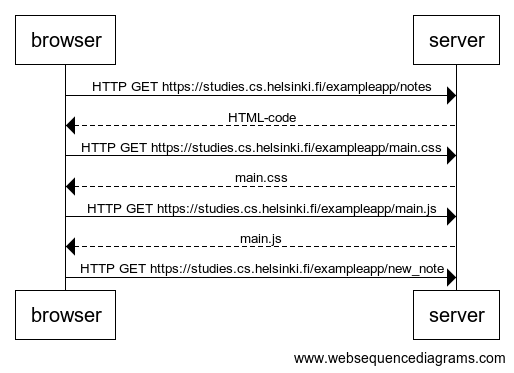 browser server
HTTP GET https://studies.cs.helsinki.fi/exampleapp/notes
HTML-code
HTTP GET https://studies.cs.helsinki.fi/exampleapp/main.css
main.css
HTTP GET https://studies.cs.helsinki.fi/exampleapp/main.js
main.js
HTTP GET https://studies.cs.helsinki.fi/exampleapp/new_note
browser server
www.websequencediagrams.com